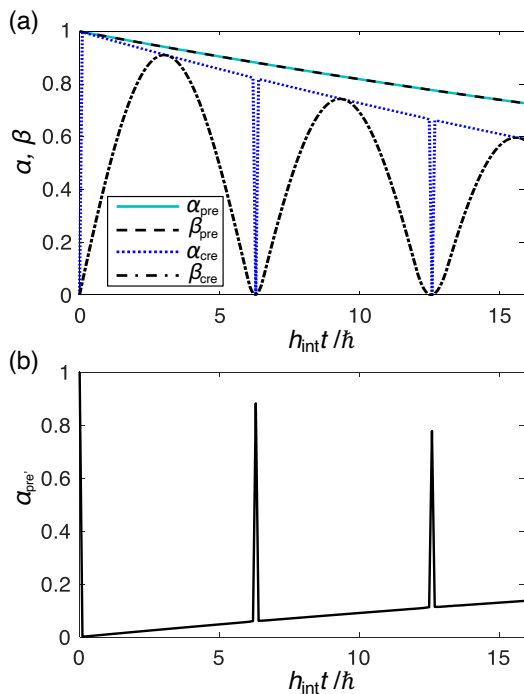 (a)
1
0.8
0.6
0.4
0.2
0
α, β
α_pre
β_pre
α_cre
β_cre
0 5 10 15
h_int t /ħ
(b)
1
0.8
0.6
0.4
0.2
0
α_pre'
0 5 10 15
h_int t /ħ